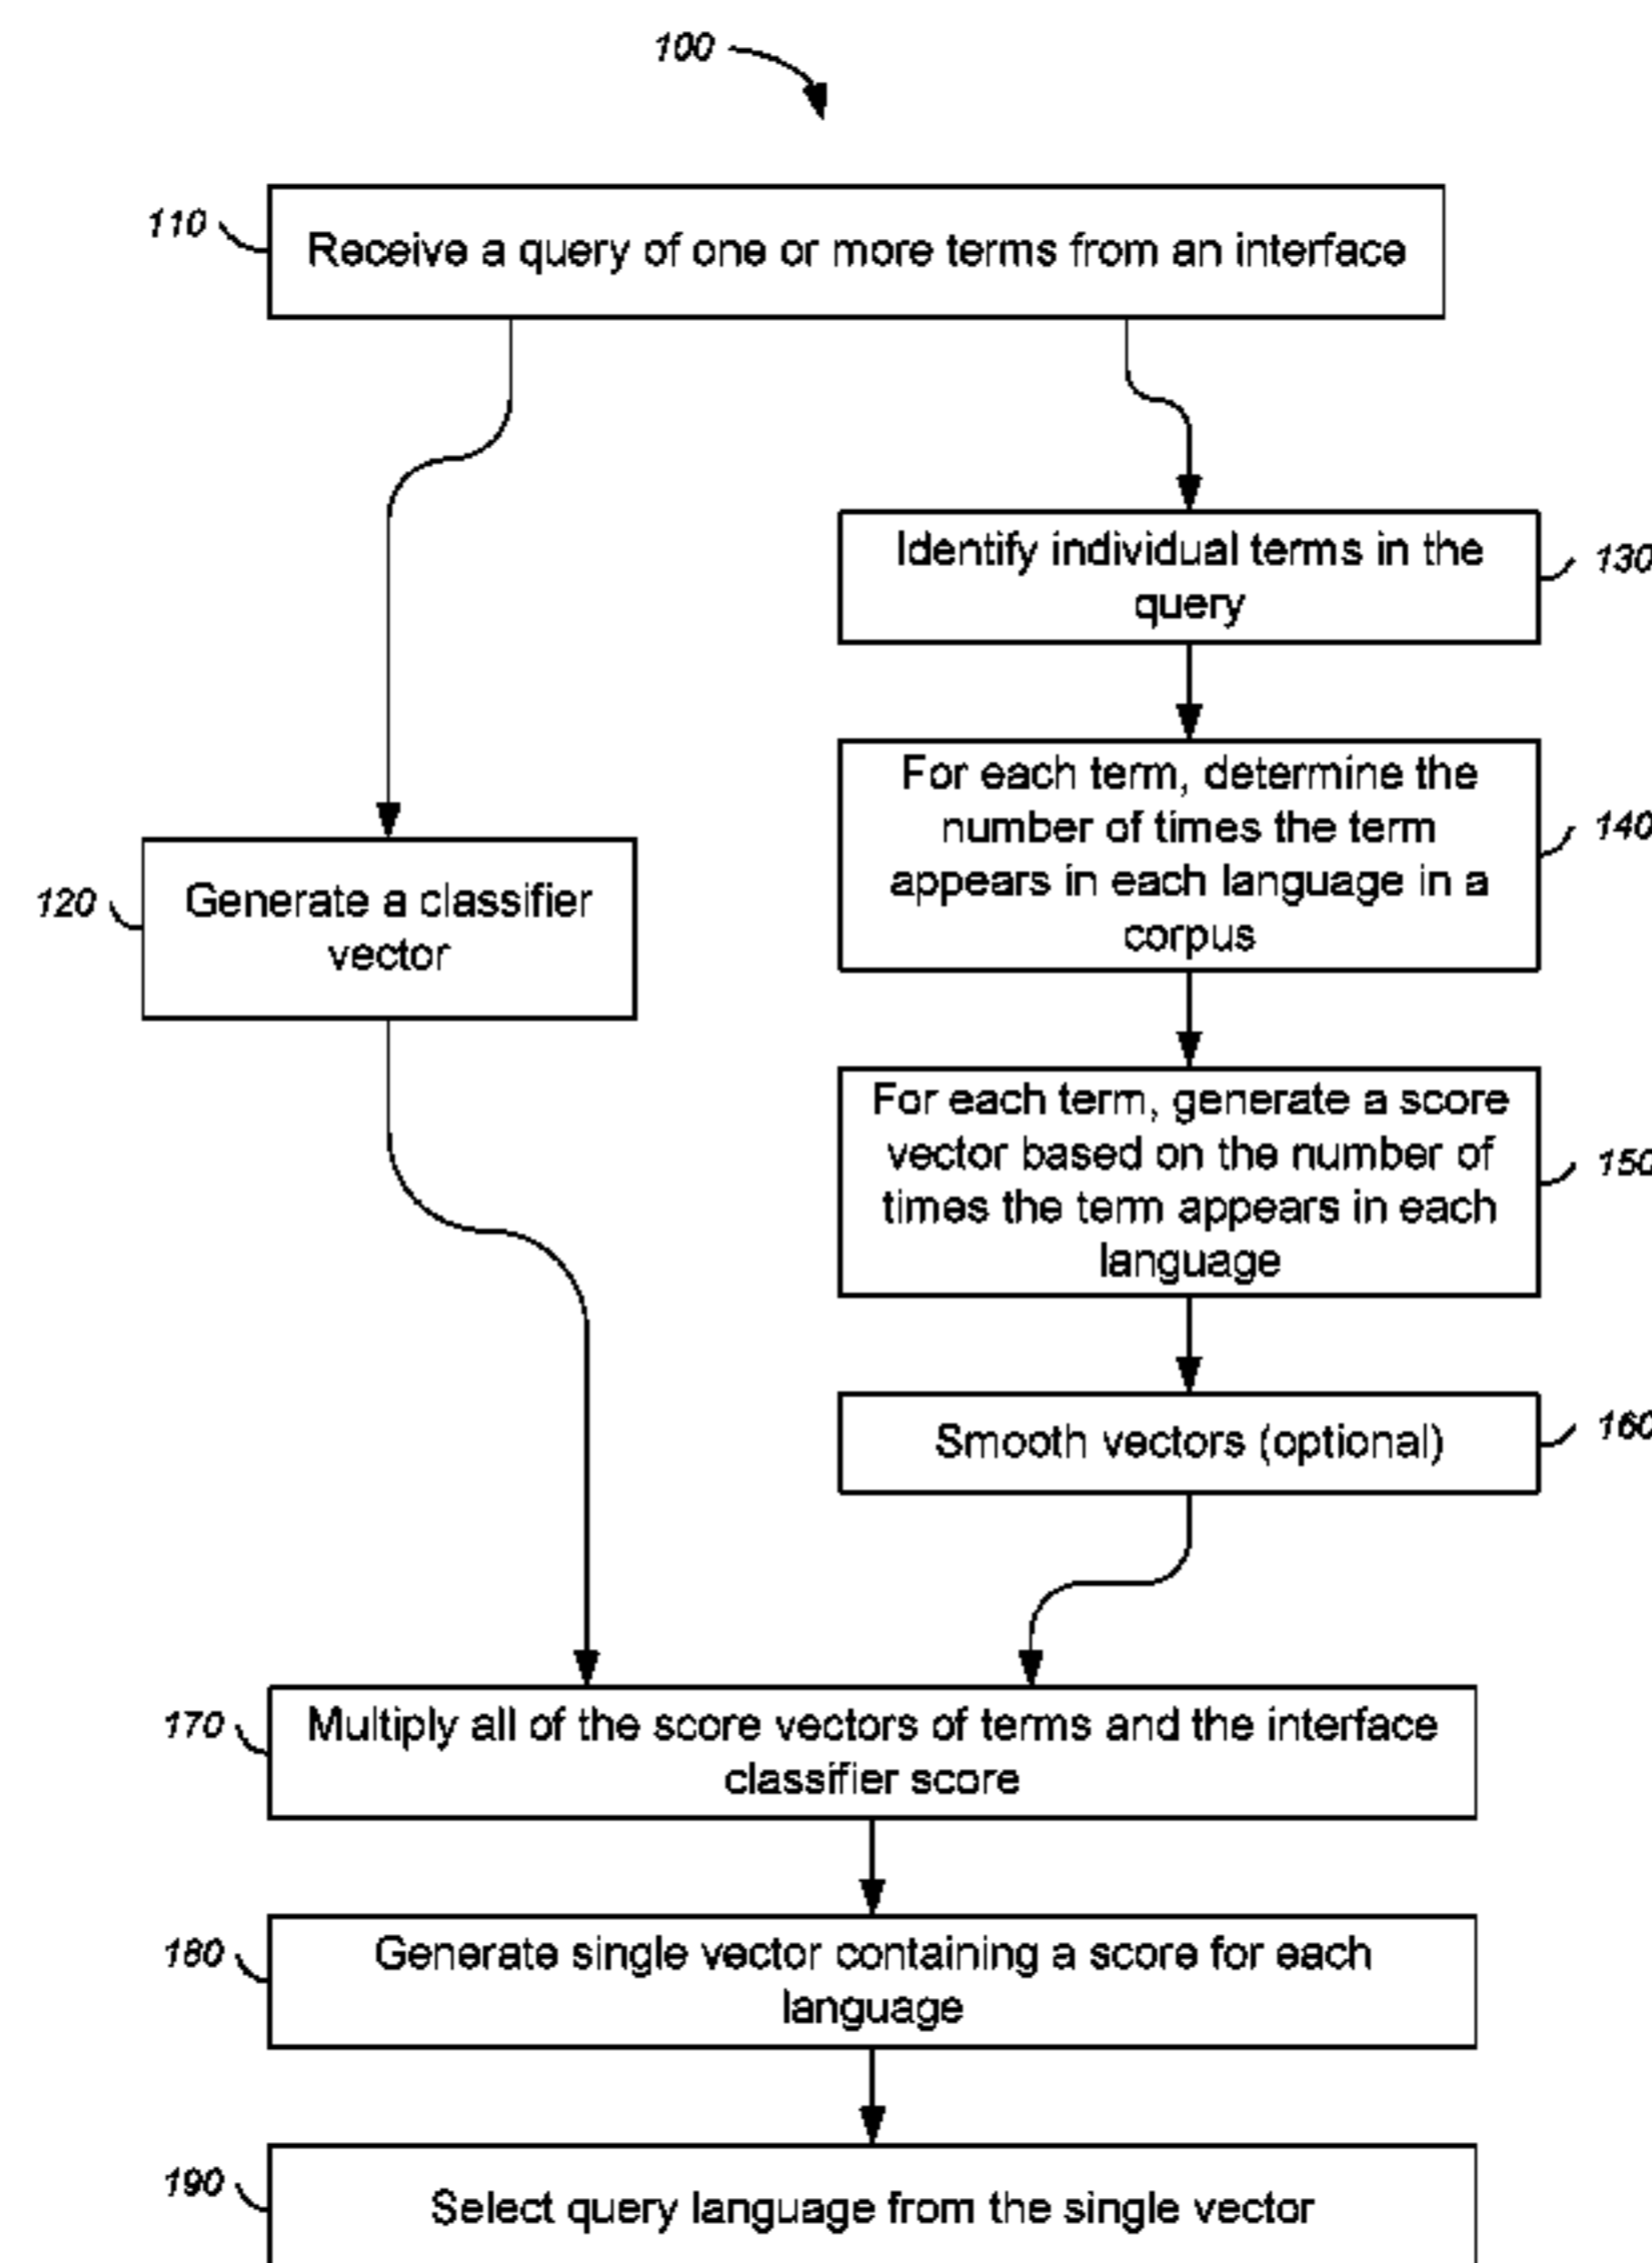 100
110
Receive a query of one or more terms from an interface
Identify individual terms in the
query
130
For each term, determine the
number of times the term
appears in each language in a
corpus
140
120
Generate a classifier
vector
For each term, generate a score
vector based on the number of
times the term appears in each
language
150
Smooth vectors (optional)
160
170
Multiply all of the score vectors of terms and the interface
classifier score
180
Generate single vector containing a score for each
language
190
Select query language from the single vector